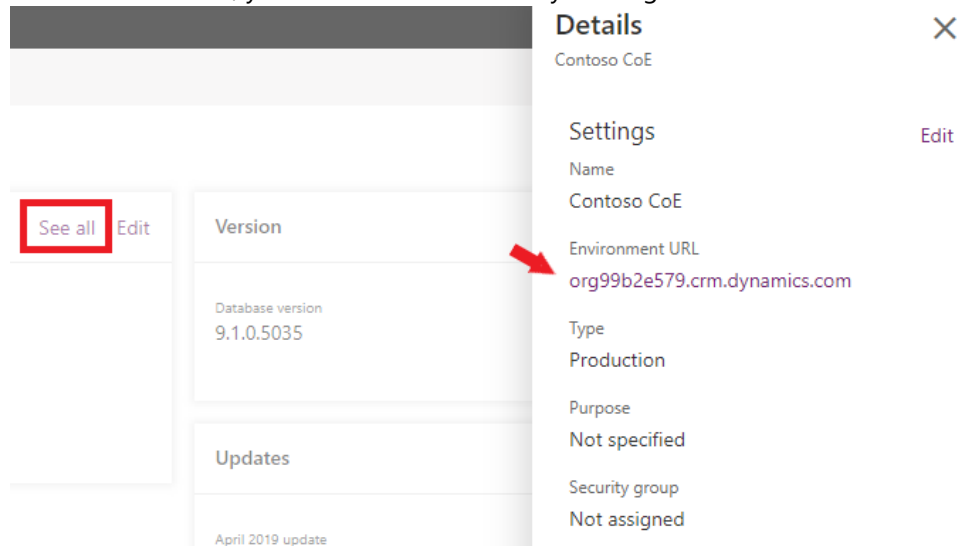 Details
Contoso CoE
Settings Edit
Name
Contoso CoE
See all Edit
Version
Environment URL
org99b2e579.crm.dynamics.com
Database version
9.1.0.5035
Type
Production
Purpose
Not specified
Updates
Security group
Not assigned
April 2019 update